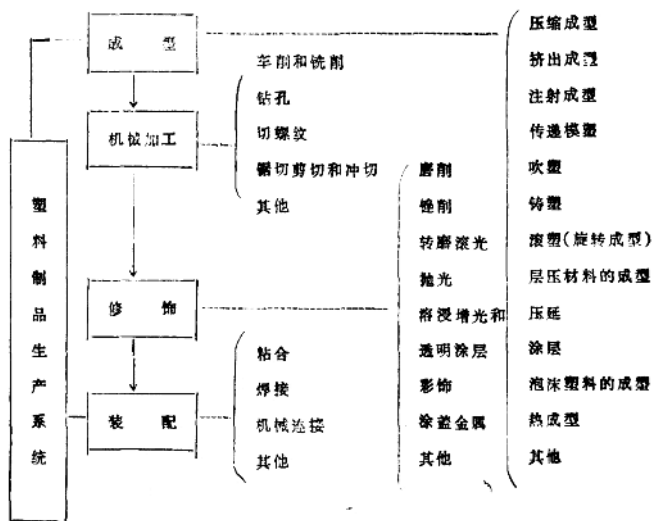 塑料制品生产系统
成型
机械加工
修饰
装配
车削和铣削
钻孔
切螺纹
锯切剪切和冲切
其他
粘合
焊接
机械连接
其他
磨削
锉削
转磨滚光
抛光
溶浸增光和
透明涂层
彩饰
涂盖金属
其他
压缩成型
挤出成型
注射成型
传递模塑
吹塑
铸塑
滚塑(旋转成型)
层压材料的成型
压延
涂层
泡沫塑料的成塑
热成型
其他